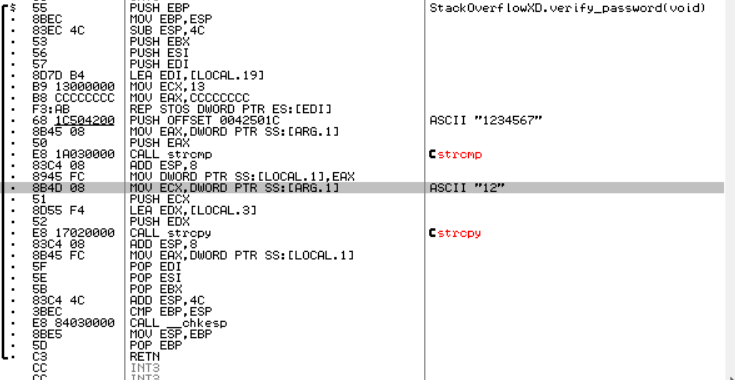 55 PUSH EBP StackOverflowXD.verify_password(void)
8BEC MOV EBP,ESP
83EC 4C SUB ESP,4C
53 PUSH EBX
56 PUSH ESI
57 PUSH EDI
8D7D B4 LEA EDI,[LOCAL.19]
B9 13000000 MOV ECX,13
B8 CCCCCCCC MOV EAX,CCCCCCCC
F3:AB REP STOS DWORD PTR ES:[EDI]
68 1C504200 PUSH OFFSET 0042501C ASCII "1234567"
8B45 08 MOV EAX,DWORD PTR SS:[ARG.1]
50 PUSH EAX
E8 1A030000 CALL strcmp strcmp
83C4 08 ADD ESP,8
8945 FC MOV DWORD PTR SS:[LOCAL.1],EAX
8B4D 08 MOV ECX,DWORD PTR SS:[ARG.1] ASCII "12"
51 PUSH ECX
8D55 F4 LEA EDX,[LOCAL.3]
52 PUSH EDX
E8 17020000 CALL strcpy strcpy
83C4 08 ADD ESP,8
8B45 FC MOV EAX,DWORD PTR SS:[LOCAL.1]
5F POP EDI
5E POP ESI
5B POP EBX
83C4 4C ADD ESP,4C
3BEC CMP EBP,ESP
E8 84030000 CALL __chkesp
8BE5 MOV ESP,EBP
5D POP EBP
C3 RETN
CC INT3
CC INT3